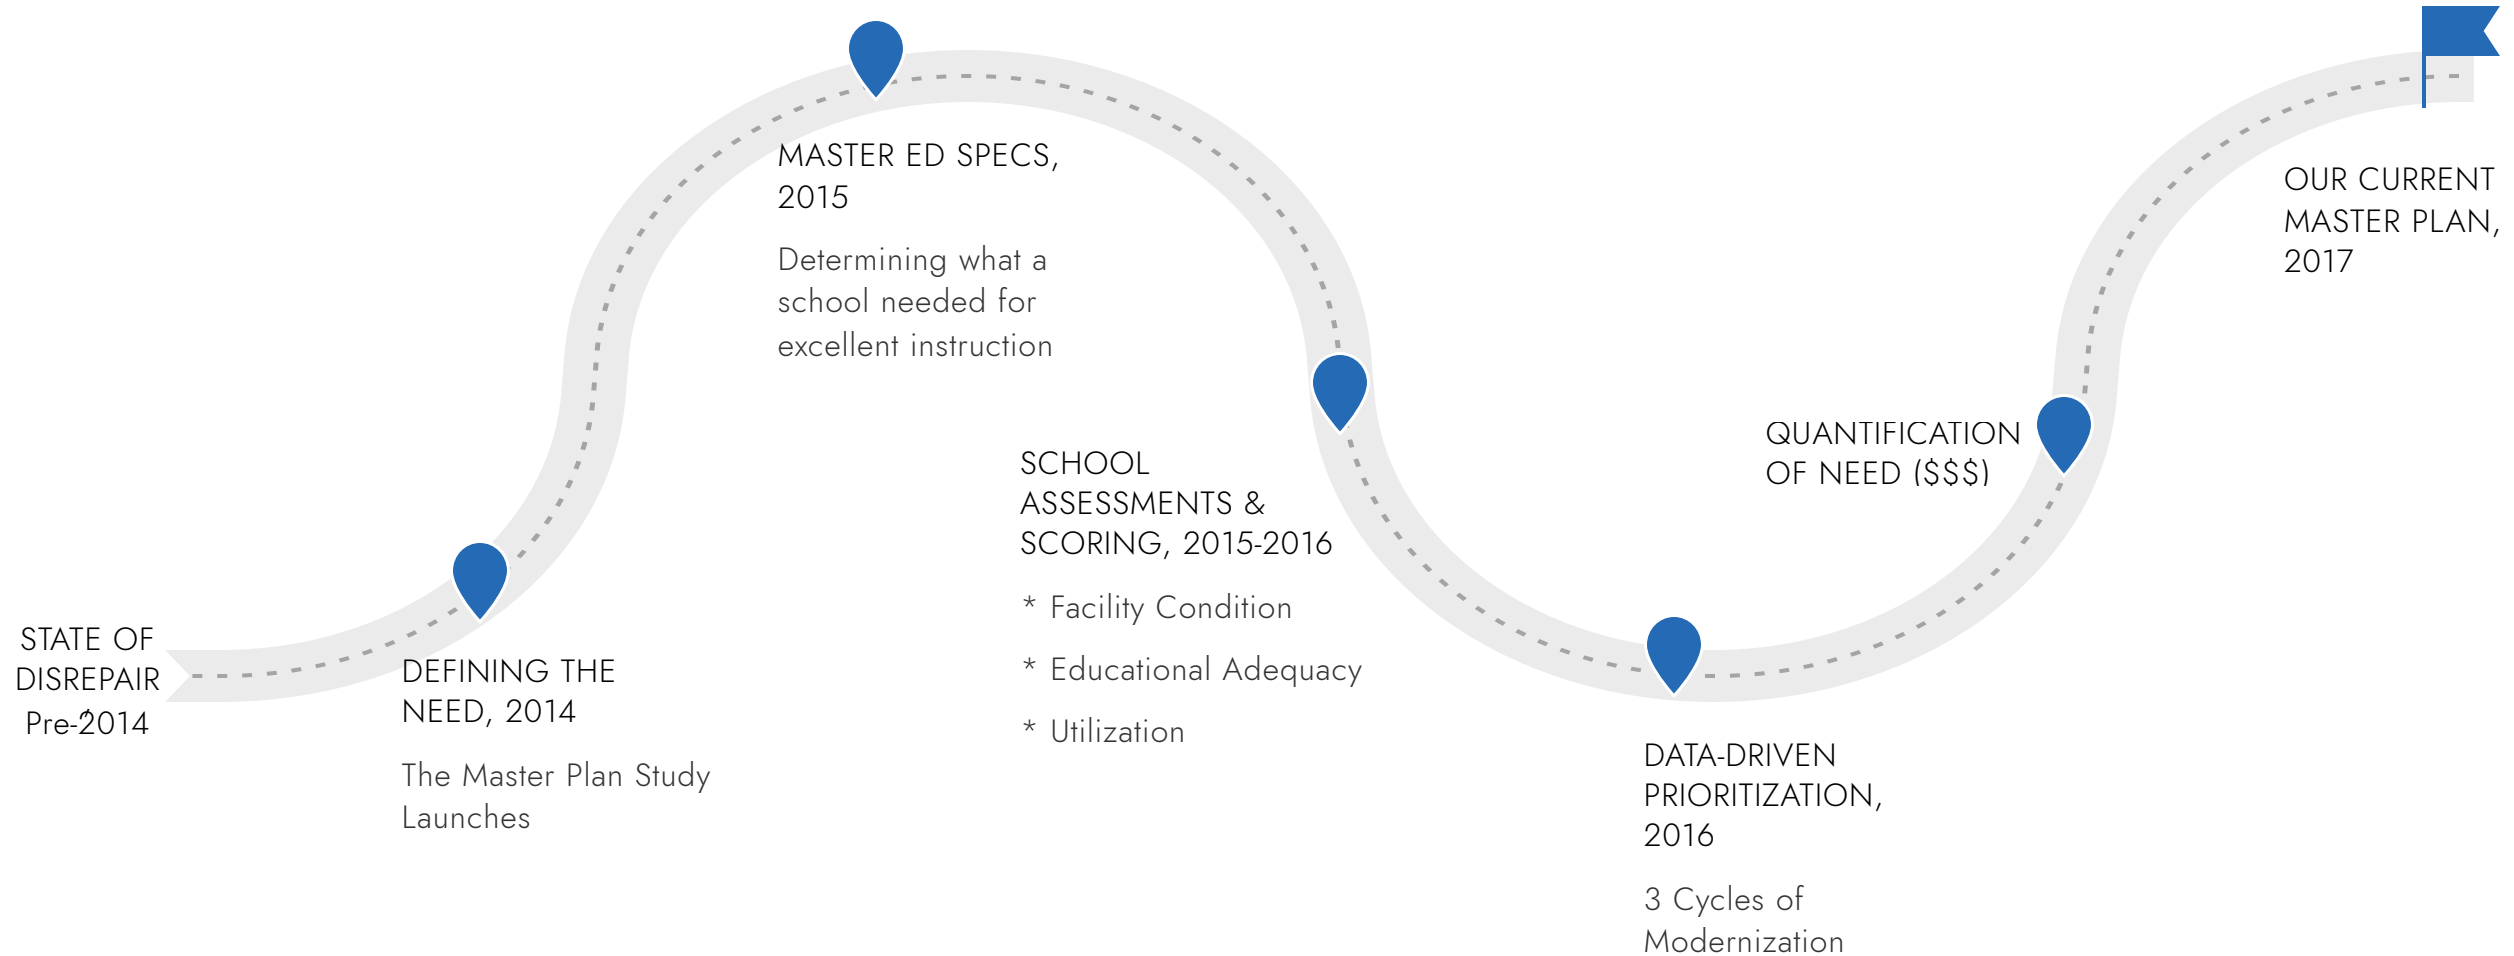 STATE OF
DISREPAIR
Pre-2014
DEFINING THE
NEED, 2014
The Master Plan Study
Launches
MASTER ED SPECS,
2015
Determining what a
school needed for
excellent instruction
SCHOOL
ASSESSMENTS &
SCORING, 2015-2016
* Facility Condition
* Educational Adequacy
* Utilization
DATA-DRIVEN
PRIORITIZATION,
2016
3 Cycles of
Modernization
QUANTIFICATION
OF NEED ($$$)
OUR CURRENT
MASTER PLAN,
2017